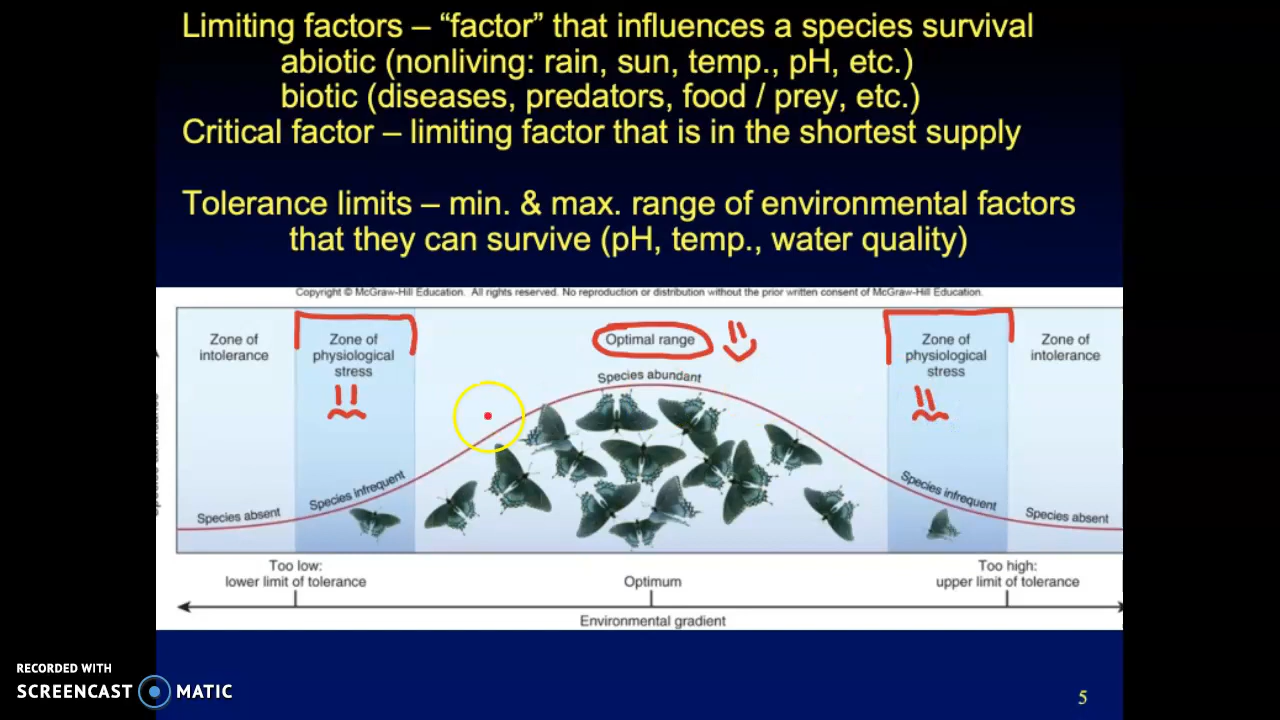 Limiting factors – “factor” that influences a species survival
abiotic (nonliving: rain, sun, temp., pH, etc.)
biotic (diseases, predators, food / prey, etc.)
Critical factor – limiting factor that is in the shortest supply
Tolerance limits – min. & max. range of environmental factors
that they can survive (pH, temp., water quality)
Copyright © McGraw-Hill Education. All rights reserved. No reproduction or distribution without the prior written consent of McGraw-Hill Education.
Zone of
intolerance
Zone of
physiological
stress
Optimal range
Zone of
physiological
stress
Zone of
intolerance
Species abundant
Species absent
Species infrequent
Species infrequent
Species absent
Too low:
lower limit of tolerance
Optimum
Too high:
upper limit of tolerance
Environmental gradient
RECORDED WITH
SCREENCAST MATIC
5